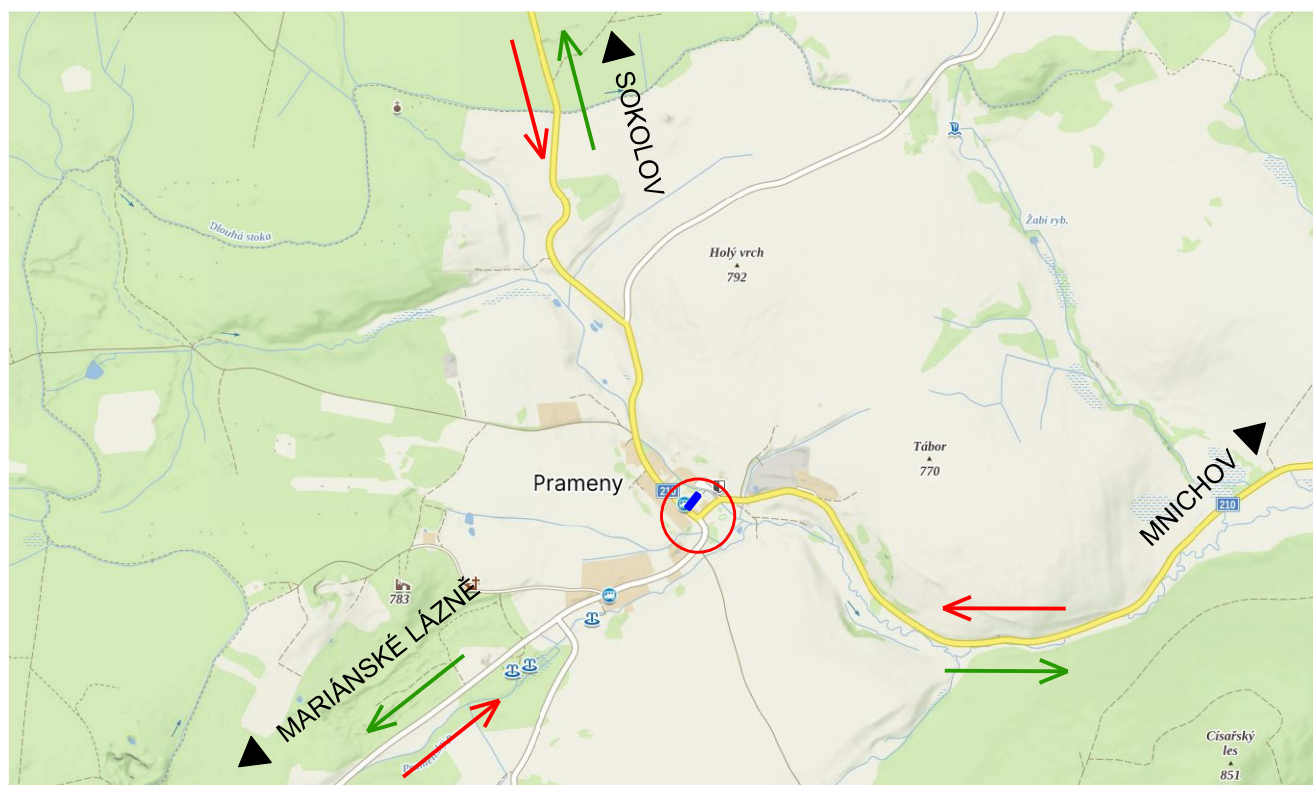 SOKOLOV
Žabí ryb.
Dlouhá stoka
Holý vrch
792
Tábor
770
Prameny
210
MNICHOV
210
783
MARIÁNSKÉ LÁZNĚ
Císařský
les
851